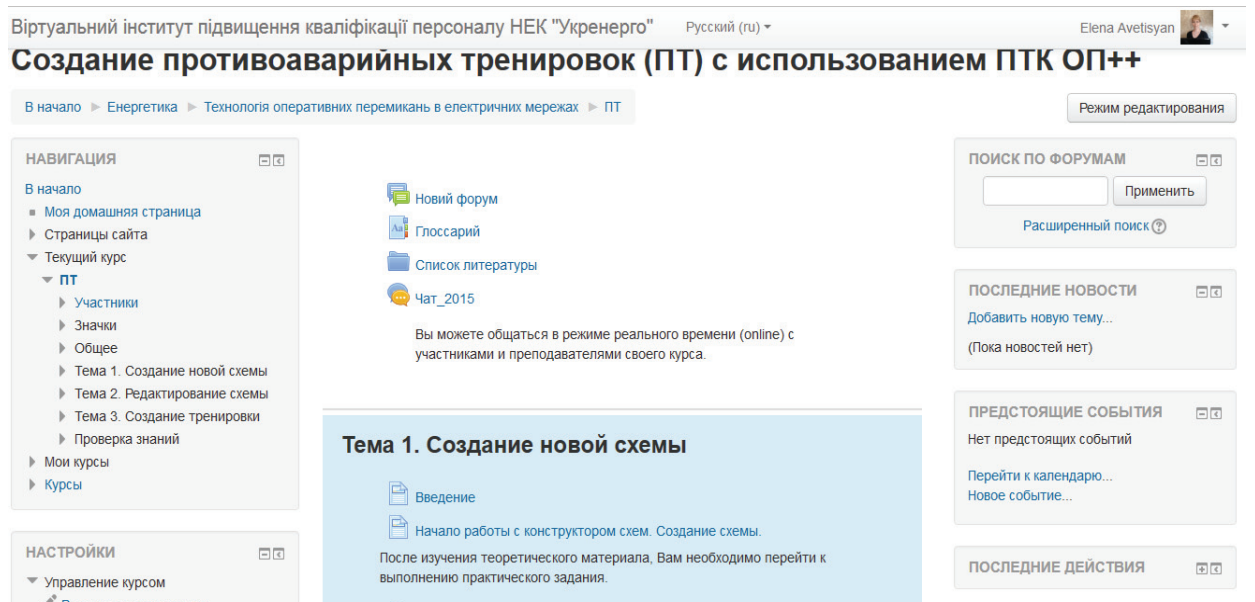 Віртуальний інститут підвищення кваліфікації персоналу НЕК "Укренерго"
Русский (ru)
Elena Avetisyan
Создание противоаварийных тренировок (ПТ) с использованием ПТК ОП++
В начало ► Енергетика ► Технологія оперативних перемикань в електричних мережах ► ПТ
Режим редактирования
НАВИГАЦИЯ
В начало
Моя домашняя страница
Страницы сайта
Текущий курс
ПТ
Участники
Значки
Общее
Тема 1. Создание новой схемы
Тема 2. Редактирование схемы
Тема 3. Создание тренировки
Проверка знаний
Мои курсы
Курсы
НАСТРОЙКИ
Управление курсом
Новий форум
Глоссарий
Список литературы
Чат_2015
Вы можете общаться в режиме реального времени (online) с
участниками и преподавателями своего курса.
Тема 1. Создание новой схемы
Введение
Начало работы с конструктором схем. Создание схемы.
После изучения теоретического материала, Вам необходимо перейти к
выполнению практического задания.
ПОИСК ПО ФОРУМАМ
Применить
Расширенный поиск
ПОСЛЕДНИЕ НОВОСТИ
Добавить новую тему...
(Пока новостей нет)
ПРЕДСТОЯЩИЕ СОБЫТИЯ
Нет предстоящих событий
Перейти к календарю...
Новое событие...
ПОСЛЕДНИЕ ДЕЙСТВИЯ